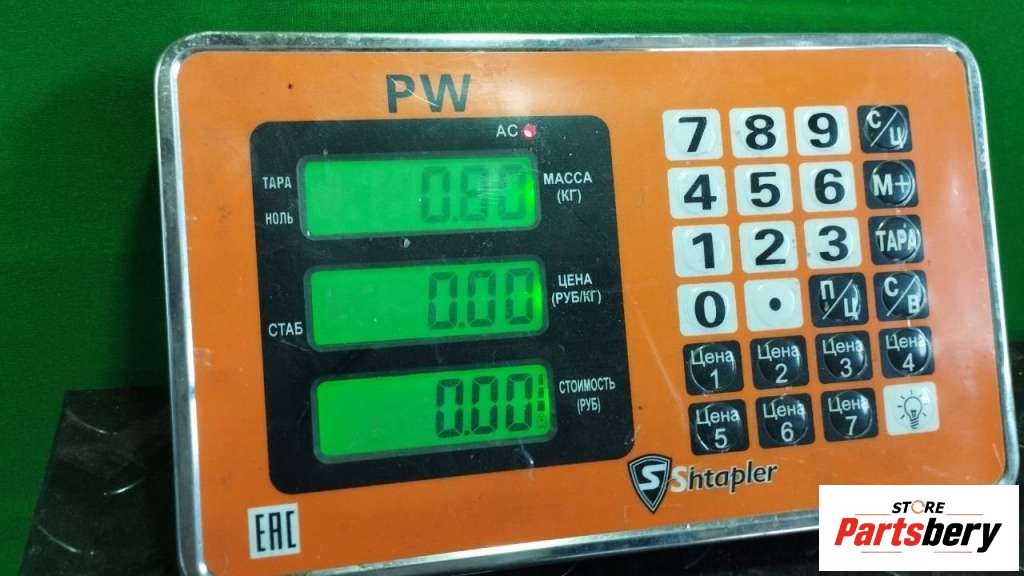 PW
AC
ТАРА
НОЛЬ
0.80
МАССА
(КГ)
СТАБ
0.00
ЦЕНА
(РУБ/КГ)
0.00
СТОИМОСТЬ
(РУБ)
7 8 9 С/Ц
4 5 6 М+
1 2 3 ТАРА
0 . П/Ц С/В
Цена 1 Цена 2 Цена 3 Цена 4
Цена 5 Цена 6 Цена 7
S Shtapler
EAC
STORE
Partsbery